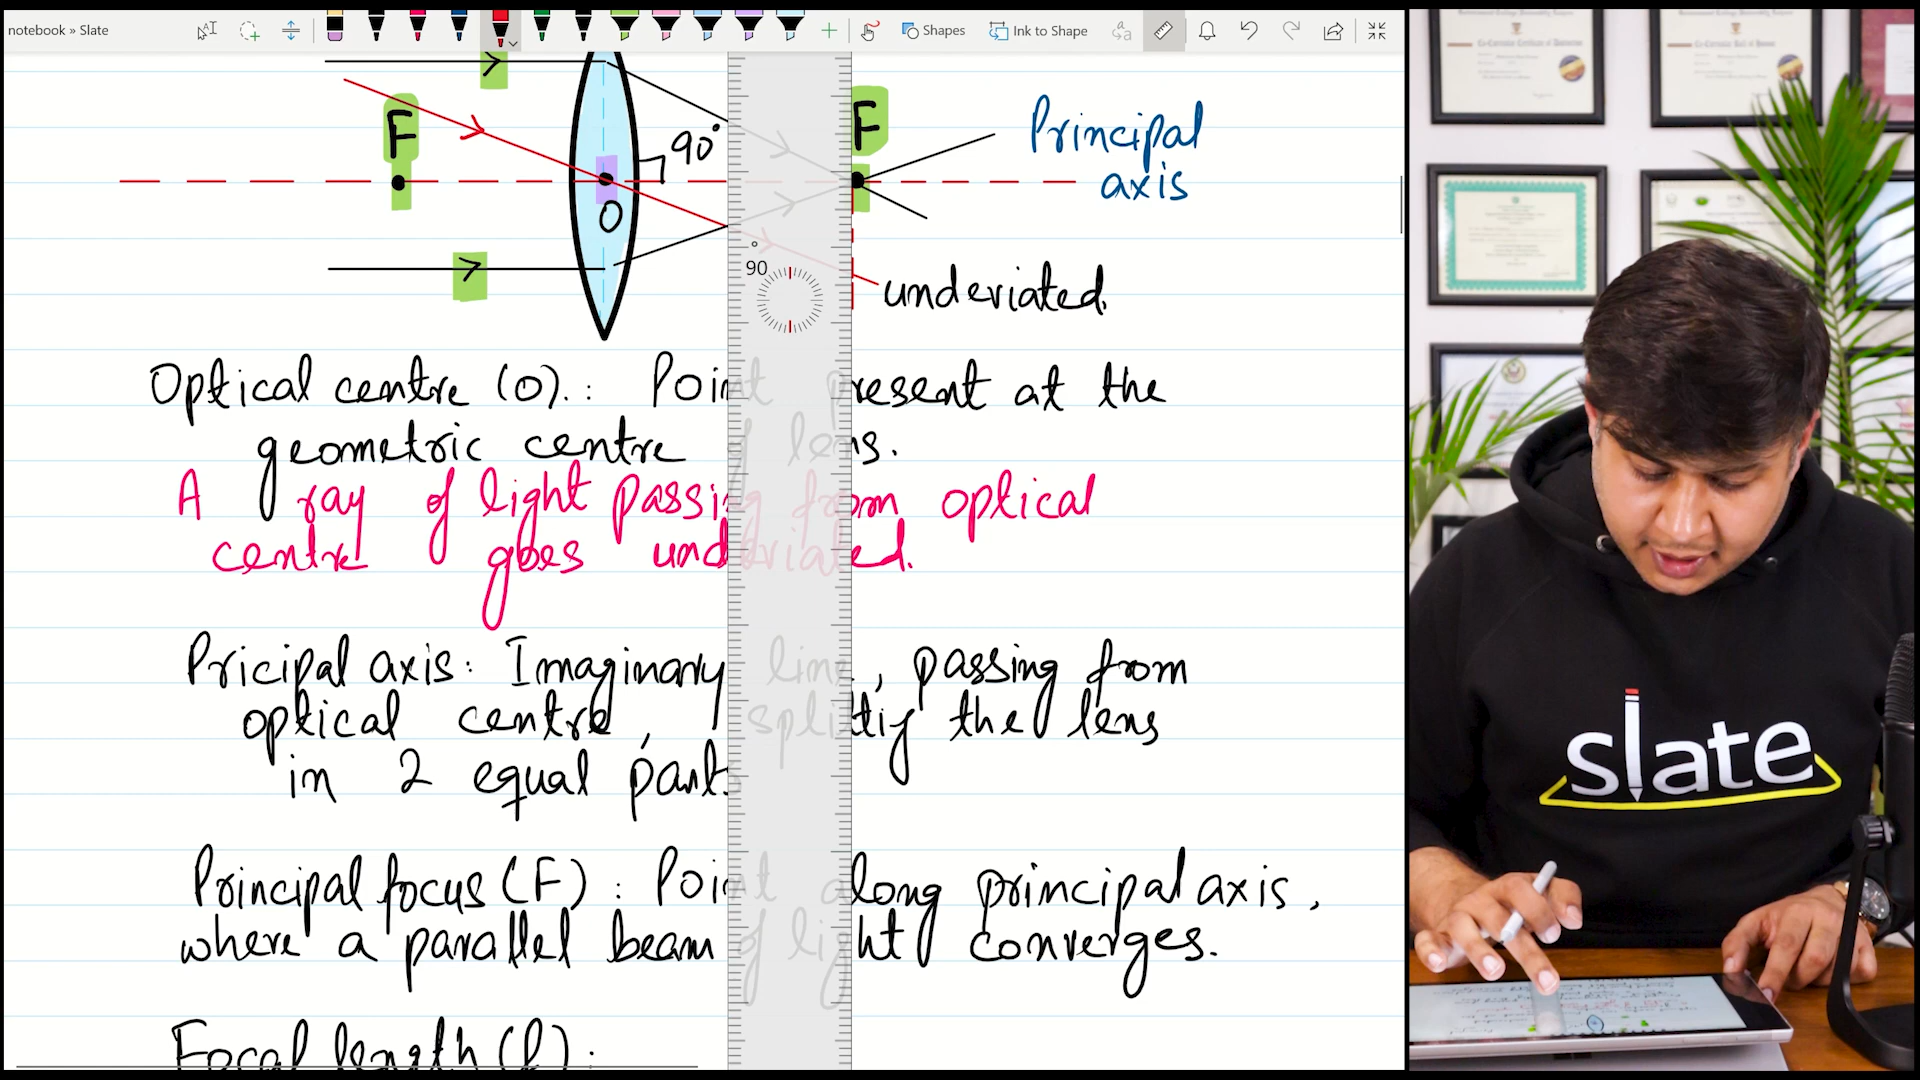 notebook » Slate
Shapes
Ink to Shape
F
F
90°
O
Principal
axis
90
undeviated.
Optical centre (O). : Point present at the
geometric centre of lens.
A ray of light passing from optical
centre goes undeviated.
Pricipal axis : Imaginary line, passing from
optical centre, splittig the lens
in 2 equal parts
Principal focus (F) : Point along principal axis,
where a parallel beam of light converges.
Focal length (f) :
slate